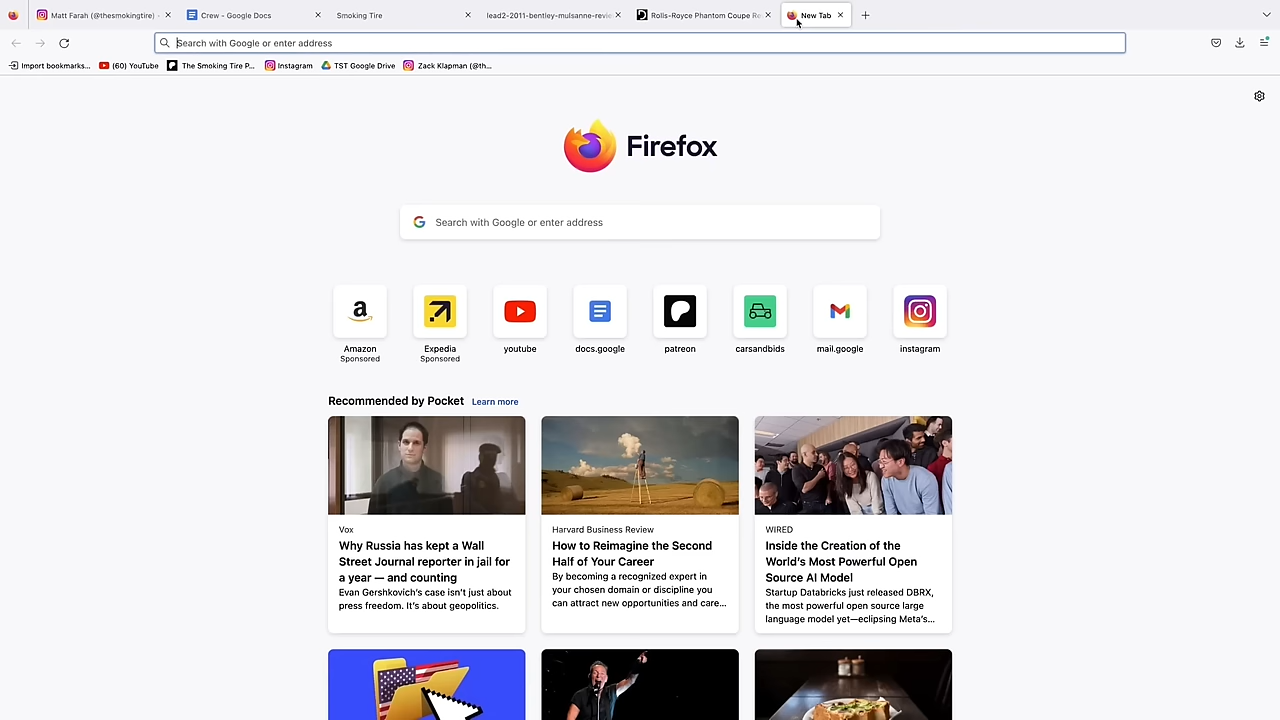 Matt Farah (@thesmokingtire)
Crew - Google Docs
Smoking Tire
lead2-2011-bentley-mulsanne-revie
Rolls-Royce Phantom Coupe Re
New Tab
Search with Google or enter address
Import bookmarks...
(60) YouTube
The Smoking Tire P...
Instagram
TST Google Drive
Zack Klapman (@th...
Firefox
Search with Google or enter address
a
Amazon
Sponsored
Expedia
Sponsored
youtube
docs.google
patreon
carsandbids
mail.google
instagram
Recommended by Pocket Learn more
Vox
Why Russia has kept a Wall
Street Journal reporter in jail for
a year — and counting
Evan Gershkovich's case isn't just about
press freedom. It's about geopolitics.
Harvard Business Review
How to Reimagine the Second
Half of Your Career
By becoming a recognized expert in
your chosen domain or discipline you
can attract new opportunities and care...
WIRED
Inside the Creation of the
World's Most Powerful Open
Source AI Model
Startup Databricks just released DBRX,
the most powerful open source large
language model yet—eclipsing Meta's...